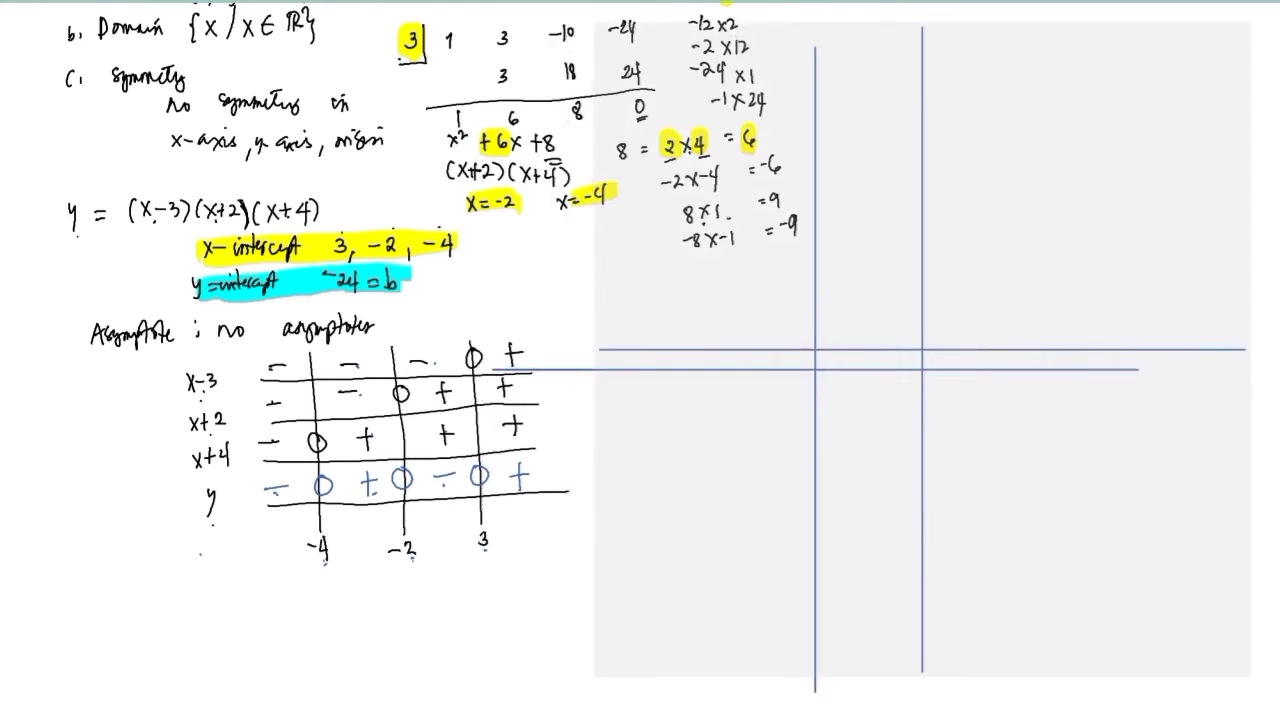 b. Domain {x / x ∈ ℝ}
C. Symmetry
no symmetry in
x-axis, y axis, origin
y = (x-3)(x+2)(x+4)
x-intercept 3, -2, -4
y=intercept -24 = b
Asymptote : no asymptotes
3 1 3 -10 -24
3 18 24
1 6 8 0
x² +6x +8
(x+2)(x+4)
x=-2 x=-4
-12 x 2
-2 x 12
-24 x 1
-1 x 24
8 = 2 x 4 = 6
-2 x -4 = -6
8 x 1 = 9
-8 x -1 = -9
x-3 - - - 0 +
x+2 - - 0 + +
x+4 - 0 + + +
y - 0 + 0 - 0 +
-4 -2 3